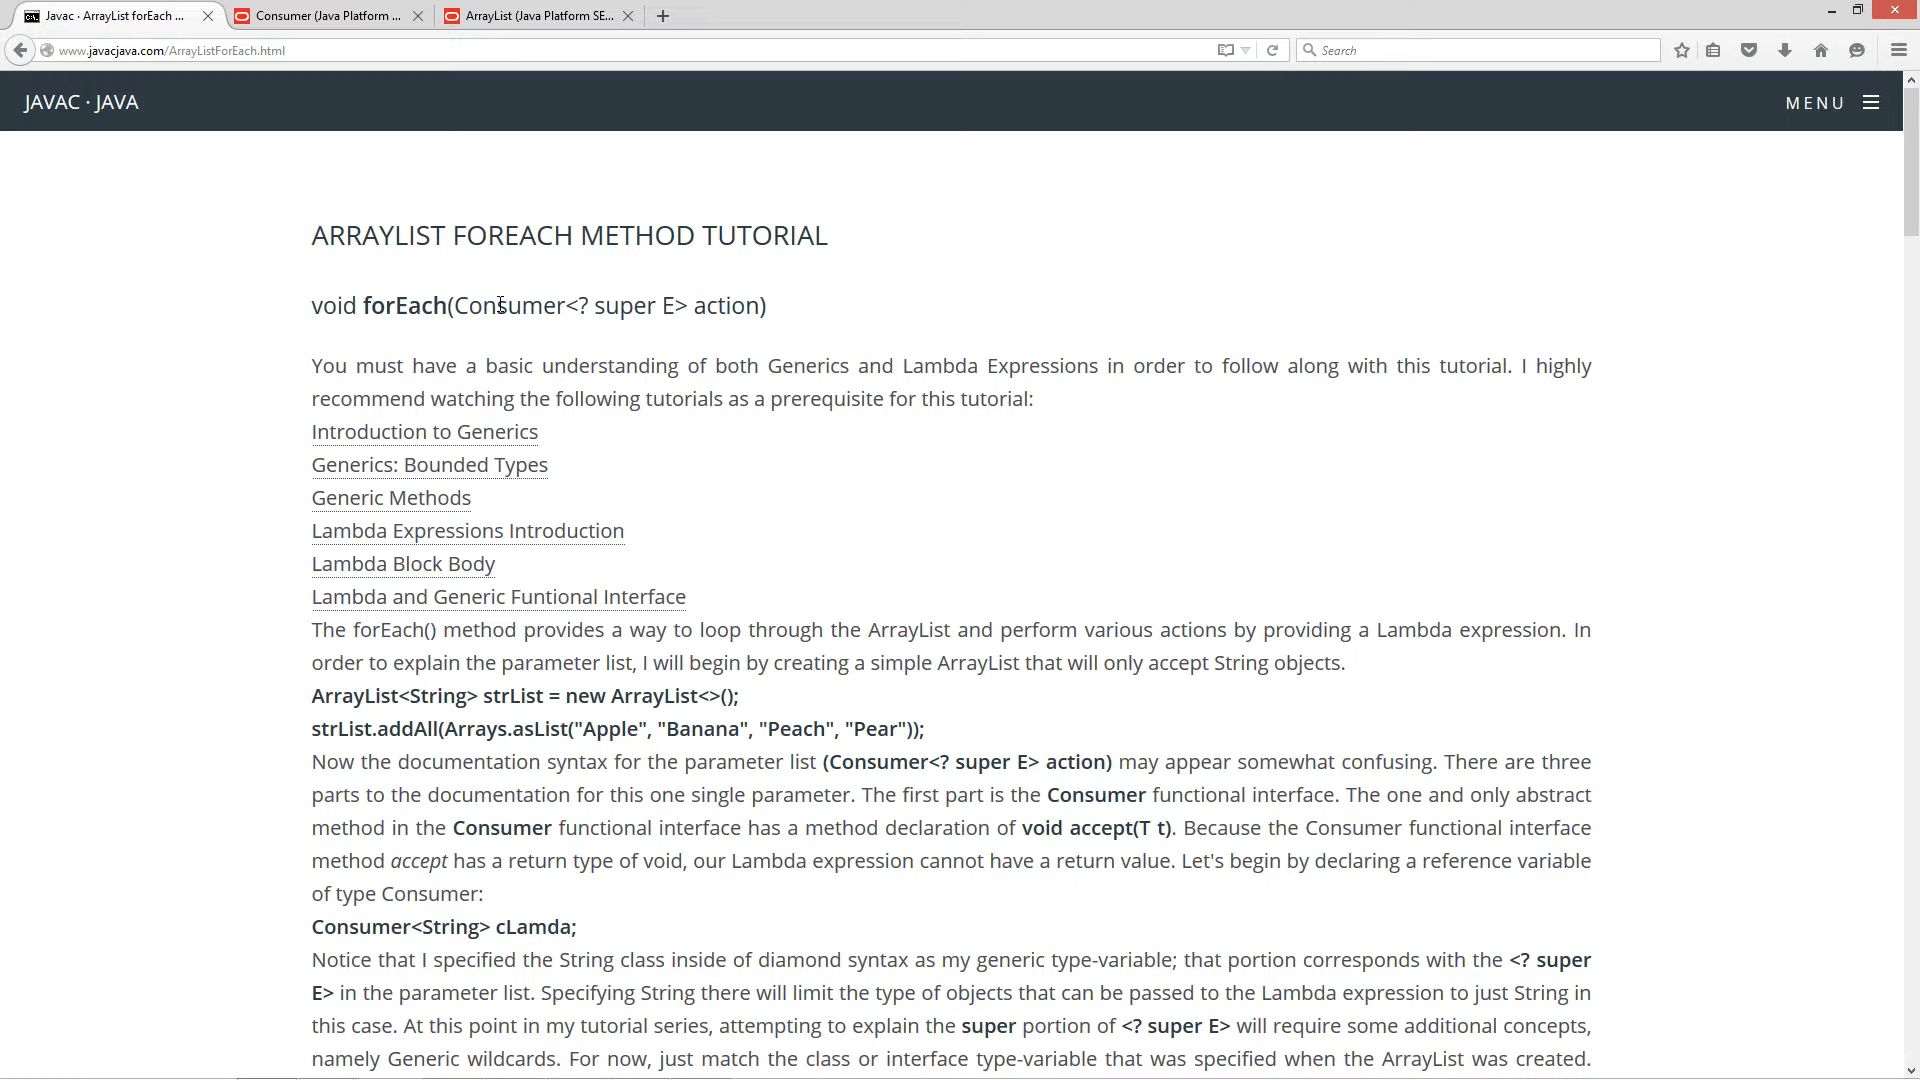 Javac · ArrayList forEach ...
Consumer (Java Platform ...
ArrayList (Java Platform SE...
www.javacjava.com/ArrayListForEach.html
Search
JAVAC · JAVA
MENU
ARRAYLIST FOREACH METHOD TUTORIAL
void forEach(Consumer<? super E> action)
You must have a basic understanding of both Generics and Lambda Expressions in order to follow along with this tutorial. I highly
recommend watching the following tutorials as a prerequisite for this tutorial:
Introduction to Generics
Generics: Bounded Types
Generic Methods
Lambda Expressions Introduction
Lambda Block Body
Lambda and Generic Funtional Interface
The forEach() method provides a way to loop through the ArrayList and perform various actions by providing a Lambda expression. In
order to explain the parameter list, I will begin by creating a simple ArrayList that will only accept String objects.
ArrayList<String> strList = new ArrayList<>();
strList.addAll(Arrays.asList("Apple", "Banana", "Peach", "Pear"));
Now the documentation syntax for the parameter list (Consumer<? super E> action) may appear somewhat confusing. There are three
parts to the documentation for this one single parameter. The first part is the Consumer functional interface. The one and only abstract
method in the Consumer functional interface has a method declaration of void accept(T t). Because the Consumer functional interface
method accept has a return type of void, our Lambda expression cannot have a return value. Let's begin by declaring a reference variable
of type Consumer:
Consumer<String> cLamda;
Notice that I specified the String class inside of diamond syntax as my generic type-variable; that portion corresponds with the <? super
E> in the parameter list. Specifying String there will limit the type of objects that can be passed to the Lambda expression to just String in
this case. At this point in my tutorial series, attempting to explain the super portion of <? super E> will require some additional concepts,
namely Generic wildcards. For now, just match the class or interface type-variable that was specified when the ArrayList was created.